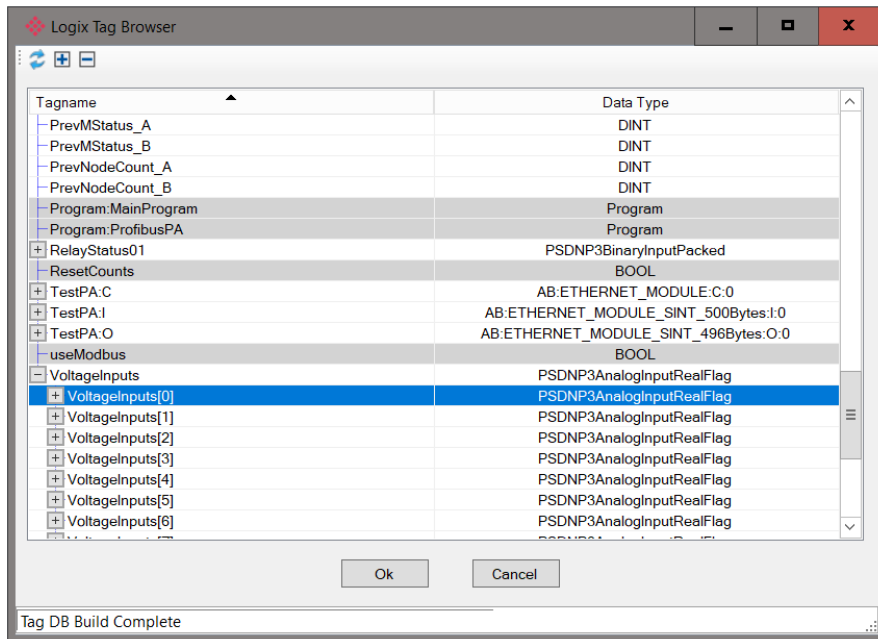 Logix Tag Browser
Tagname Data Type
PrevMStatus_A DINT
PrevMStatus_B DINT
PrevNodeCount_A DINT
PrevNodeCount_B DINT
Program:MainProgram Program
Program:ProfibusPA Program
RelayStatus01 PSDNP3BinaryInputPacked
ResetCounts BOOL
TestPA:C AB:ETHERNET_MODULE:C:0
TestPA:I AB:ETHERNET_MODULE_SINT_500Bytes:I:0
TestPA:O AB:ETHERNET_MODULE_SINT_496Bytes:O:0
useModbus BOOL
VoltageInputs PSDNP3AnalogInputRealFlag
VoltageInputs[0] PSDNP3AnalogInputRealFlag
VoltageInputs[1] PSDNP3AnalogInputRealFlag
VoltageInputs[2] PSDNP3AnalogInputRealFlag
VoltageInputs[3] PSDNP3AnalogInputRealFlag
VoltageInputs[4] PSDNP3AnalogInputRealFlag
VoltageInputs[5] PSDNP3AnalogInputRealFlag
VoltageInputs[6] PSDNP3AnalogInputRealFlag
Ok Cancel
Tag DB Build Complete